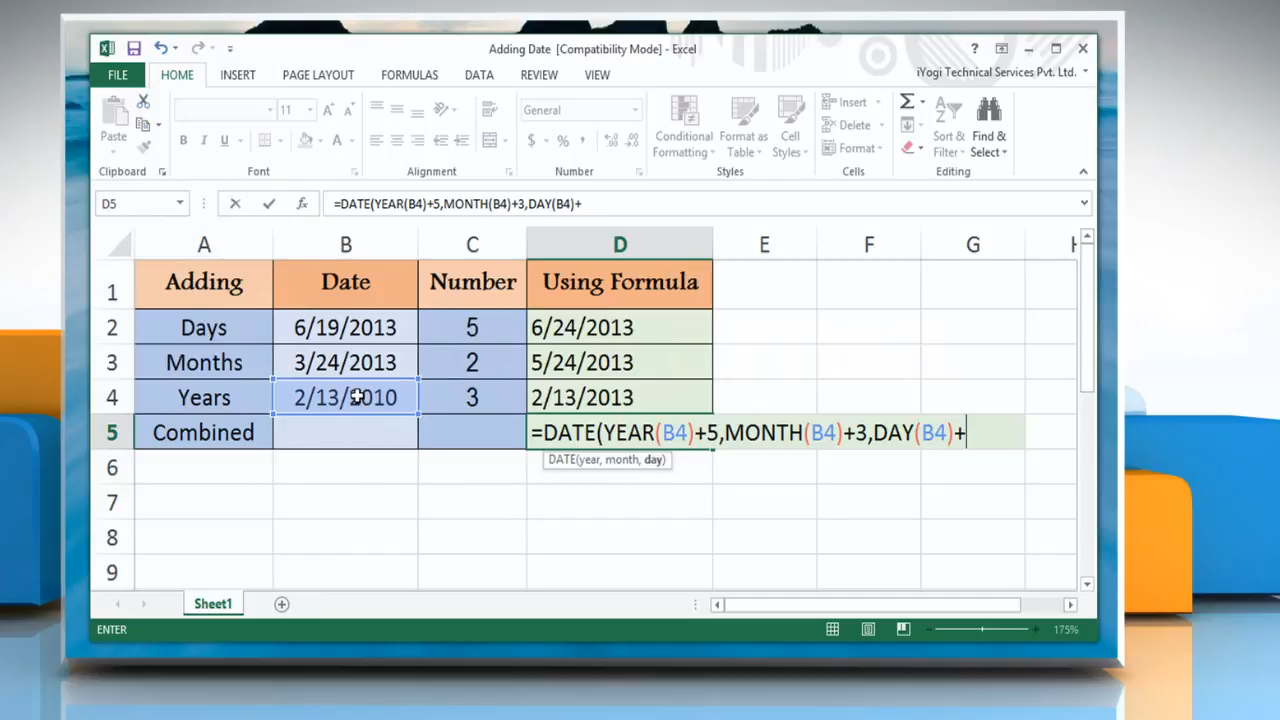 Adding Date [Compatibility Mode] - Excel
?
FILE HOME INSERT PAGE LAYOUT FORMULAS DATA REVIEW VIEW
iYogi Technical Services Pvt. Ltd.
Paste
B I U
11 A A
A
General
$ % ,
Conditional
Formatting
Format as
Table
Cell
Styles
Insert
Delete
Format
Σ
Sort &
Filter
Find &
Select
Clipboard Font Alignment Number Styles Cells Editing
D5 fx =DATE(YEAR(B4)+5,MONTH(B4)+3,DAY(B4)+
A B C D E F G H
1 Adding Date Number Using Formula
2 Days 6/19/2013 5 6/24/2013
3 Months 3/24/2013 2 5/24/2013
4 Years 2/13/2010 3 2/13/2013
5 Combined =DATE(YEAR(B4)+5,MONTH(B4)+3,DAY(B4)+
DATE(year, month, day)
6
7
8
9
Sheet1
ENTER 175%